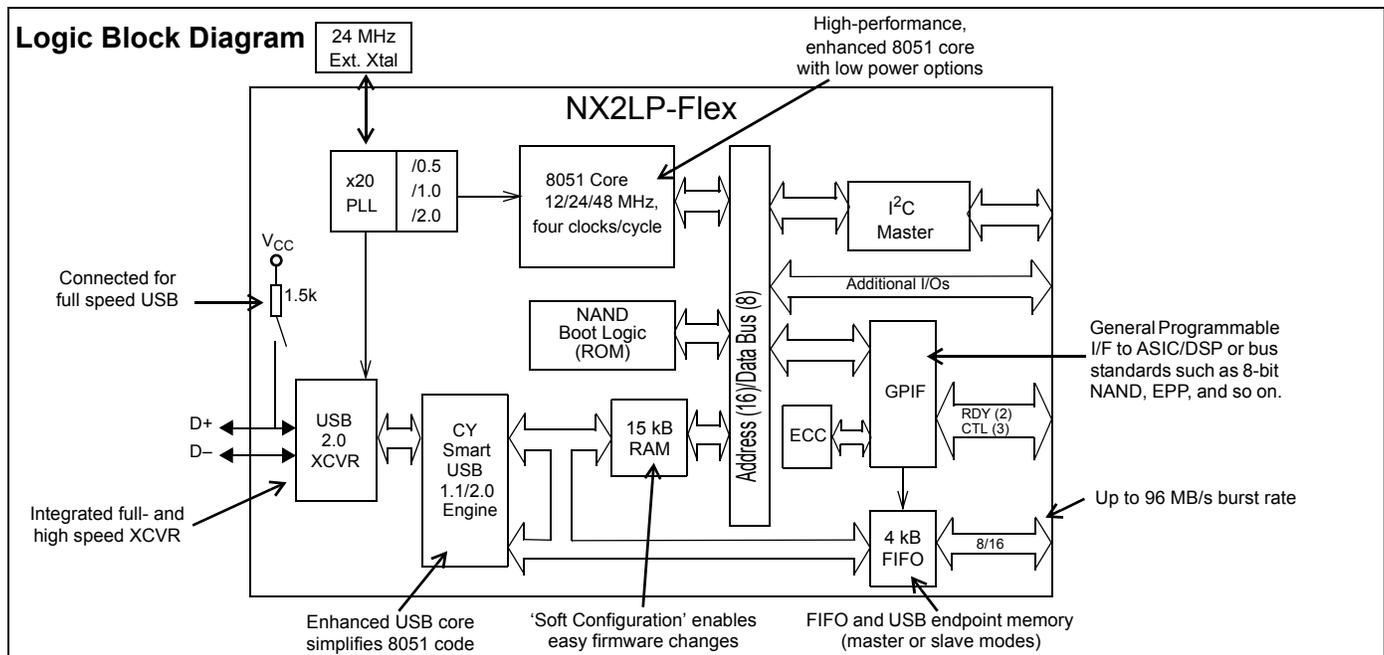 Logic Block Diagram
24 MHz
Ext. Xtal
High-performance,
enhanced 8051 core
with low power options
NX2LP-Flex
x20
PLL
/0.5
/1.0
/2.0
8051 Core
12/24/48 MHz,
four clocks/cycle
I²C
Master
VCC
1.5k
Connected for
full speed USB
Additional I/Os
NAND
Boot Logic
(ROM)
Address (16)/Data Bus (8)
General Programmable
I/F to ASIC/DSP or bus
standards such as 8-bit
NAND, EPP, and so on.
GPIF
RDY (2)
CTL (3)
ECC
D+
D–
USB
2.0
XCVR
CY
Smart
USB
1.1/2.0
Engine
15 kB
RAM
Integrated full- and
high speed XCVR
Up to 96 MB/s burst rate
4 kB
FIFO
8/16
Enhanced USB core
simplifies 8051 code
‘Soft Configuration’ enables
easy firmware changes
FIFO and USB endpoint memory
(master or slave modes)